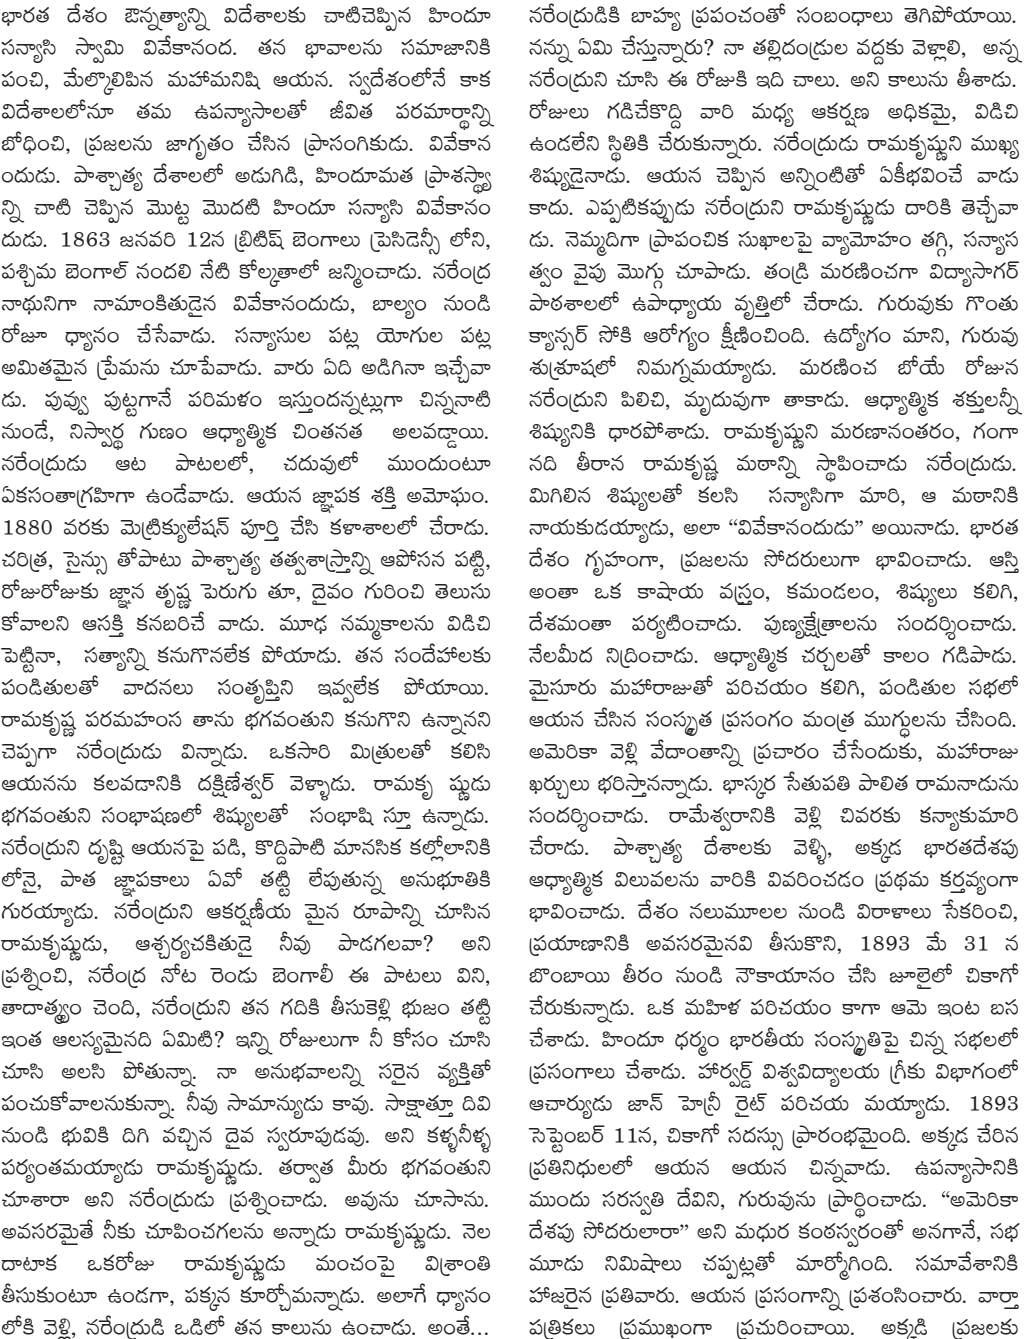 భారత దేశం ఔన్నత్యాన్ని విదేశాలకు చాటిచెప్పిన హిందూ
సన్యాసి స్వామి వివేకానంద. తన భావాలను సమాజానికి
పంచి, మేల్కొలిపిన మహామనిషి ఆయన. స్వదేశంలోనే కాక
విదేశాలలోనూ తమ ఉపన్యాసాలతో జీవిత పరమార్థాన్ని
బోధించి, ప్రజలను జాగృతం చేసిన ప్రాసంగికుడు. వివేకాన
ందుడు. పాశ్చాత్య దేశాలలో అడుగిడి, హిందూమత ప్రాశస్థ్యా
న్ని చాటి చెప్పిన మొట్ట మొదటి హిందూ సన్యాసి వివేకానం
దుడు. 1863 జనవరి 12న బ్రిటిష్ బెంగాలు ప్రెసిడెన్సీ లోని,
పశ్చిమ బెంగాల్ నందలి నేటి కోల్కతాలో జన్మించాడు. నరేంద్ర
నాథునిగా నామాంకితుడైన వివేకానందుడు, బాల్యం నుండి
రోజూ ధ్యానం చేసేవాడు. సన్యాసుల పట్ల యోగుల పట్ల
అమితమైన ప్రేమను చూపేవాడు. వారు ఏది అడిగినా ఇచ్చేవా
డు. పువ్వు పుట్టగానే పరిమళం ఇస్తుందన్నట్లుగా చిన్ననాటి
నుండే, నిస్వార్థ గుణం ఆధ్యాత్మిక చింతనత అలవడ్డాయి.
నరేంద్రుడు ఆట పాటలలో, చదువులో ముందుంటూ
ఏకసంతాగ్రహిగా ఉండేవాడు. ఆయన జ్ఞాపక శక్తి అమోఘం.
1880 వరకు మెట్రిక్యులేషన్ పూర్తి చేసి కళాశాలలో చేరాడు.
చరిత్ర, సైన్సు తోపాటు పాశ్చాత్య తత్వశాస్త్రాన్ని ఆపోసన పట్టి,
రోజురోజుకు జ్ఞాన తృష్ణ పెరుగు తూ, దైవం గురించి తెలుసు
కోవాలని ఆసక్తి కనబరిచే వాడు. మూఢ నమ్మకాలను విడిచి
పెట్టినా, సత్యాన్ని కనుగొనలేక పోయాడు. తన సందేహాలకు
పండితులతో వాదనలు సంతృప్తిని ఇవ్వలేక పోయాయి.
రామకృష్ణ పరమహంస తాను భగవంతుని కనుగొని ఉన్నానని
చెప్పగా నరేంద్రుడు విన్నాడు. ఒకసారి మిత్రులతో కలిసి
ఆయనను కలవడానికి దక్షిణేశ్వర్ వెళ్ళాడు. రామకృ ష్ణుడు
భగవంతుని సంభాషణలో శిష్యులతో సంభాషి స్తూ ఉన్నాడు.
నరేంద్రుని దృష్టి ఆయనపై పడి, కొద్దిపాటి మానసిక కల్లోలానికి
లోనై, పాత జ్ఞాపకాలు ఏవో తట్టి లేపుతున్న అనుభూతికి
గురయ్యాడు. నరేంద్రుని ఆకర్షణీయ మైన రూపాన్ని చూసిన
రామకృష్ణుడు, ఆశ్చర్యచకితుడై నీవు పాడగలవా? అని
ప్రశ్నించి, నరేంద్ర నోట రెండు బెంగాలీ ఈ పాటలు విని,
తాదాత్మ్యం చెంది, నరేంద్రుని తన గదికి తీసుకెళ్లి భుజం తట్టి
ఇంత ఆలస్యమైనది ఏమిటి? ఇన్ని రోజులుగా నీ కోసం చూసి
చూసి అలసి పోతున్నా. నా అనుభవాలన్ని సరైన వ్యక్తితో
పంచుకోవాలనుకున్నా. నీవు సామాన్యుడు కావు. సాక్షాత్తూ దివి
నుండి భువికి దిగి వచ్చిన దైవ స్వరూపుడవు. అని కళ్ళనీళ్ళ
పర్యంతమయ్యాడు రామకృష్ణుడు. తర్వాత మీరు భగవంతుని
చూశారా అని నరేంద్రుడు ప్రశ్నించాడు. అవును చూసాను.
అవసరమైతే నీకు చూపించగలను అన్నాడు రామకృష్ణుడు. నెల
దాటాక ఒకరోజు రామకృష్ణుడు మంచంపై విశ్రాంతి
తీసుకుంటూ ఉండగా, పక్కన కూర్చోమన్నాడు. అలాగే ధ్యానం
లోకి వెళ్లి, నరేంద్రుడి ఒడిలో తన కాలును ఉంచాడు. అంతే...
నరేంద్రుడికి బాహ్య ప్రపంచంతో సంబంధాలు తెగిపోయాయి.
నన్ను ఏమి చేస్తున్నారు? నా తల్లిదండ్రుల వద్దకు వెళ్లాలి, అన్న
నరేంద్రుని చూసి ఈ రోజుకి ఇది చాలు. అని కాలును తీశాడు.
రోజులు గడిచేకొద్ది వారి మధ్య ఆకర్షణ అధికమై, విడిచి
ఉండలేని స్థితికి చేరుకున్నారు. నరేంద్రుడు రామకృష్ణుని ముఖ్య
శిష్యుడైనాడు. ఆయన చెప్పిన అన్నింటితో ఏకీభవించే వాడు
కాదు. ఎప్పటికప్పుడు నరేంద్రుని రామకృష్ణుడు దారికి తెచ్చేవా
డు. నెమ్మదిగా ప్రాపంచిక సుఖాలపై వ్యామోహం తగ్గి, సన్యాస
త్వం వైపు మొగ్గు చూపాడు. తండ్రి మరణించగా విద్యాసాగర్
పాఠశాలలో ఉపాధ్యాయ వృత్తిలో చేరాడు. గురువుకు గొంతు
క్యాన్సర్ సోకి ఆరోగ్యం క్షీణించింది. ఉద్యోగం మాని, గురువు
శుశ్రూషలో నిమగ్నమయ్యాడు. మరణించ బోయే రోజున
నరేంద్రుని పిలిచి, మృదువుగా తాకాడు. ఆధ్యాత్మిక శక్తులన్నీ
శిష్యునికి ధారపోశాడు. రామకృష్ణుని మరణానంతరం, గంగా
నది తీరాన రామకృష్ణ మఠాన్ని స్థాపించాడు నరేంద్రుడు.
మిగిలిన శిష్యులతో కలసి సన్యాసిగా మారి, ఆ మఠానికి
నాయకుడయ్యాడు, అలా “వివేకానందుడు” అయినాడు. భారత
దేశం గృహంగా, ప్రజలను సోదరులుగా భావించాడు. ఆస్తి
అంతా ఒక కాషాయ వస్త్రం, కమండలం, శిష్యులు కలిగి,
దేశమంతా పర్యటించాడు. పుణ్యక్షేత్రాలను సందర్శించాడు.
నేలమీద నిద్రించాడు. ఆధ్యాత్మిక చర్చలతో కాలం గడిపాడు.
మైసూరు మహారాజుతో పరిచయం కలిగి, పండితుల సభలో
ఆయన చేసిన సంస్కృత ప్రసంగం మంత్ర ముగ్ధులను చేసింది.
అమెరికా వెళ్లి వేదాంతాన్ని ప్రచారం చేసేందుకు, మహారాజు
ఖర్చులు భరిస్తానన్నాడు. భాస్కర సేతుపతి పాలిత రామనాడును
సందర్శించాడు. రామేశ్వరానికి వెళ్లి చివరకు కన్యాకుమారి
చేరాడు. పాశ్చాత్య దేశాలకు వెళ్ళి, అక్కడ భారతదేశపు
ఆధ్యాత్మిక విలువలను వారికి వివరించడం ప్రథమ కర్తవ్యంగా
భావించాడు. దేశం నలుమూలల నుండి విరాళాలు సేకరించి,
ప్రయాణానికి అవసరమైనవి తీసుకొని, 1893 మే 31 న
బొంబాయి తీరం నుండి నౌకాయానం చేసి జూలైలో చికాగో
చేరుకున్నాడు. ఒక మహిళ పరిచయం కాగా ఆమె ఇంట బస
చేశాడు. హిందూ ధర్మం భారతీయ సంస్కృతిపై చిన్న సభలలో
ప్రసంగాలు చేశాడు. హార్వర్డ్ విశ్వవిద్యాలయ గ్రీకు విభాగంలో
ఆచార్యుడు జాన్ హెన్రీ రైట్ పరిచయ మయ్యాడు. 1893
సెప్టెంబర్ 11న, చికాగో సదస్సు ప్రారంభమైంది. అక్కడ చేరిన
ప్రతినిధులలో ఆయన ఆయన చిన్నవాడు. ఉపన్యాసానికి
ముందు సరస్వతి దేవిని, గురువును ప్రార్థించాడు. “అమెరికా
దేశపు సోదరులారా” అని మధుర కంఠస్వరంతో అనగానే, సభ
మూడు నిమిషాలు చప్పట్లతో మార్మోగింది. సమావేశానికి
హాజరైన ప్రతివారు. ఆయన ప్రసంగాన్ని ప్రశంసించారు. వార్తా
పత్రికలు ప్రముఖంగా ప్రచురించాయి. అక్కడి ప్రజలకు